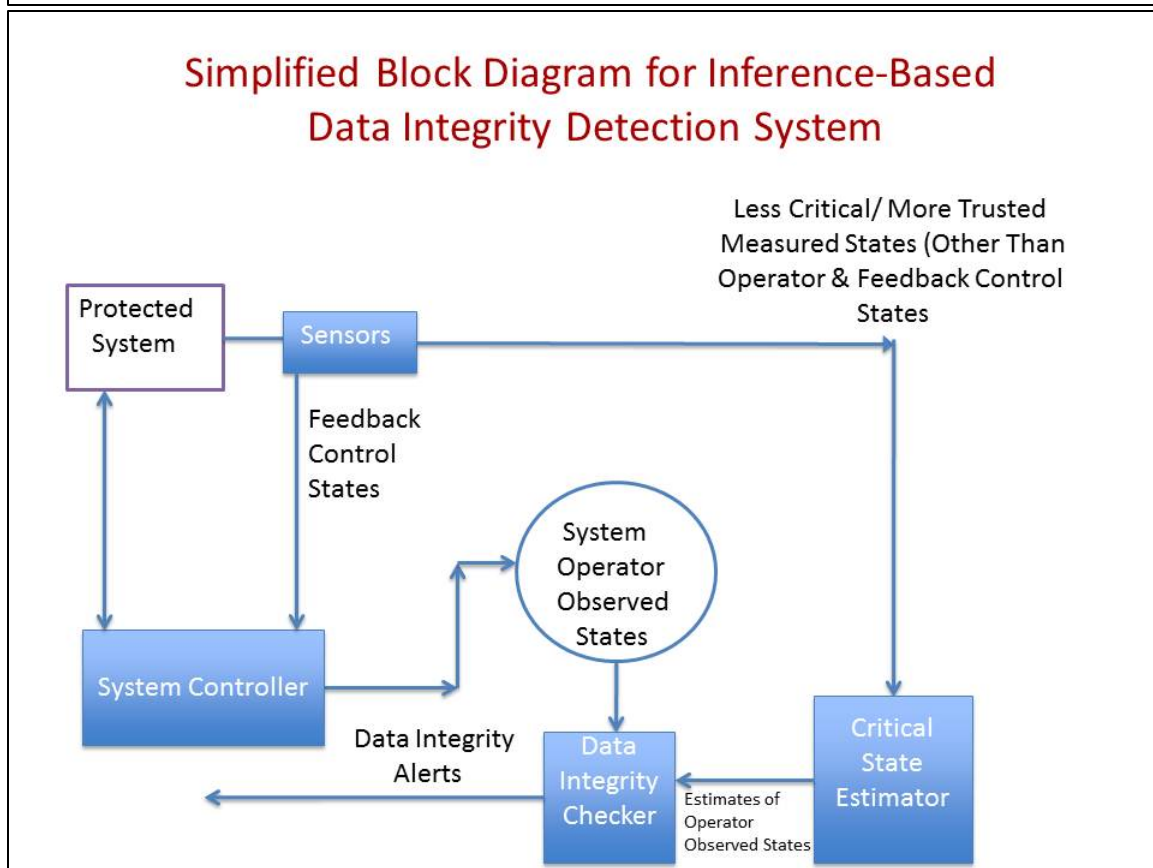 Simplified Block Diagram for Inference-Based
Data Integrity Detection System
Less Critical/ More Trusted
Measured States (Other Than
Operator & Feedback Control
States
Protected
System
Sensors
Feedback
Control
States
System
Operator
Observed
States
System Controller
Data Integrity
Alerts
Data
Integrity
Checker
Estimates of
Operator
Observed States
Critical
State
Estimator